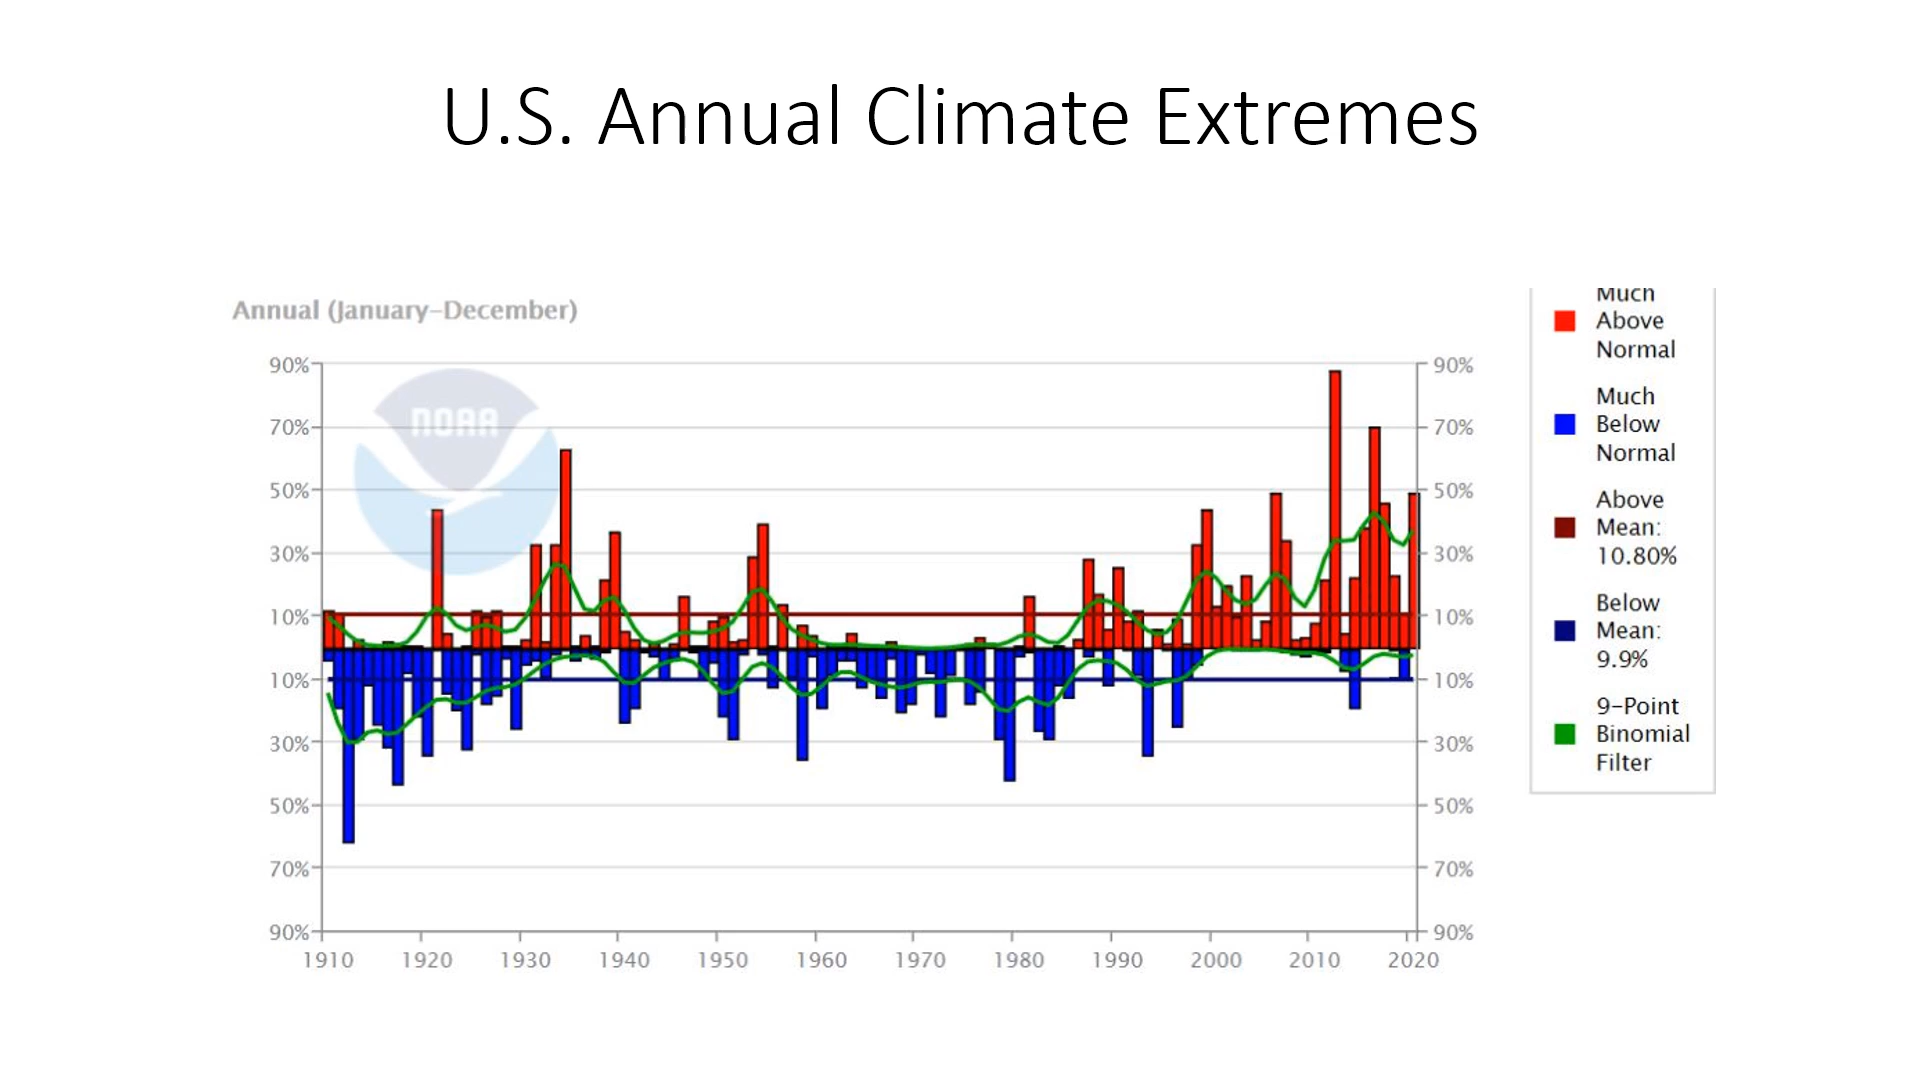 U.S. Annual Climate Extremes
Annual (January–December)
90%
70%
50%
30%
10%
10%
30%
50%
70%
90%
NOAA
90%
70%
50%
30%
10%
10%
30%
50%
70%
90%
1910 1920 1930 1940 1950 1960 1970 1980 1990 2000 2010 2020
Much
Above
Normal
Much
Below
Normal
Above
Mean:
10.80%
Below
Mean:
9.9%
9-Point
Binomial
Filter